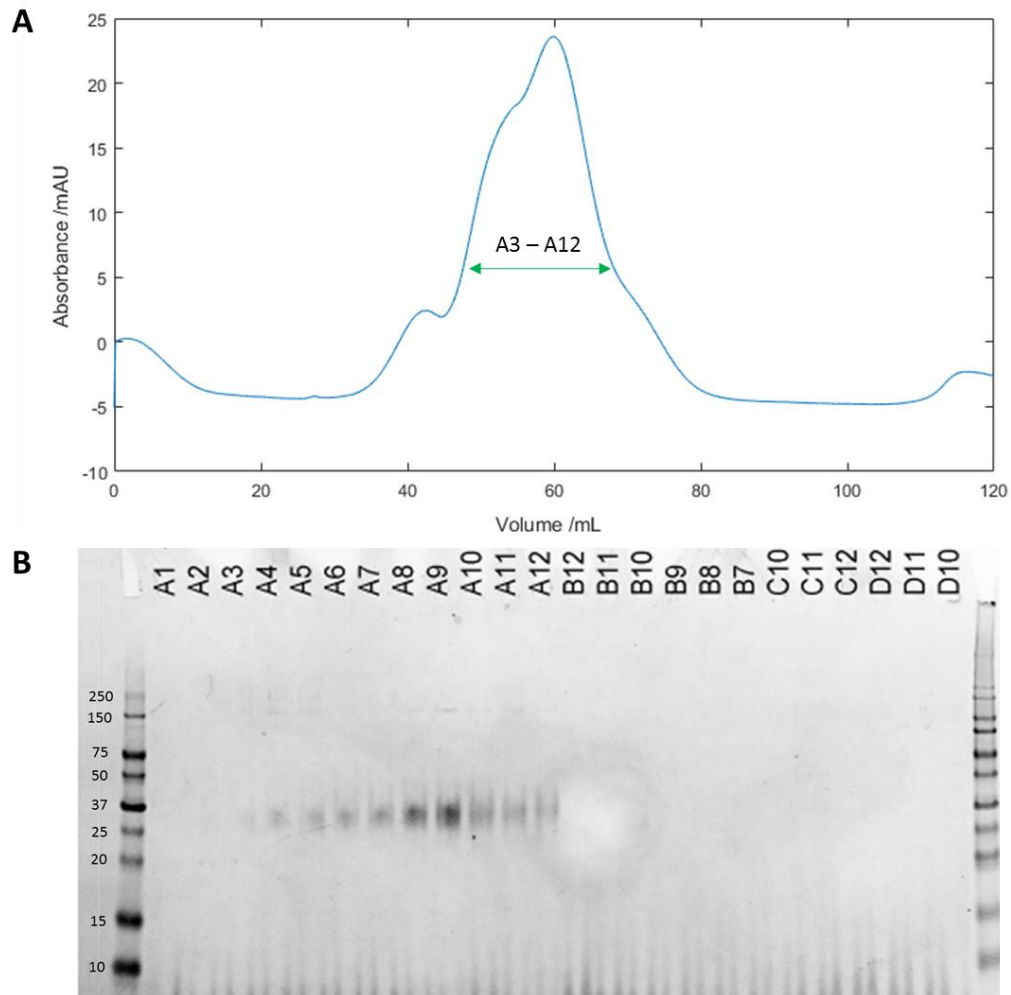 A
25
20
15
10
5
0
-5
-10
Absorbance /mAU
A3 – A12
0 20 40 60 80 100 120
Volume /mL
B
A1 A2 A3 A4 A5 A6 A7 A8 A9 A10 A11 A12 B12 B11 B10 B9 B8 B7 C10 C11 C12 D12 D11 D10
250
150
75
50
37
25
20
15
10